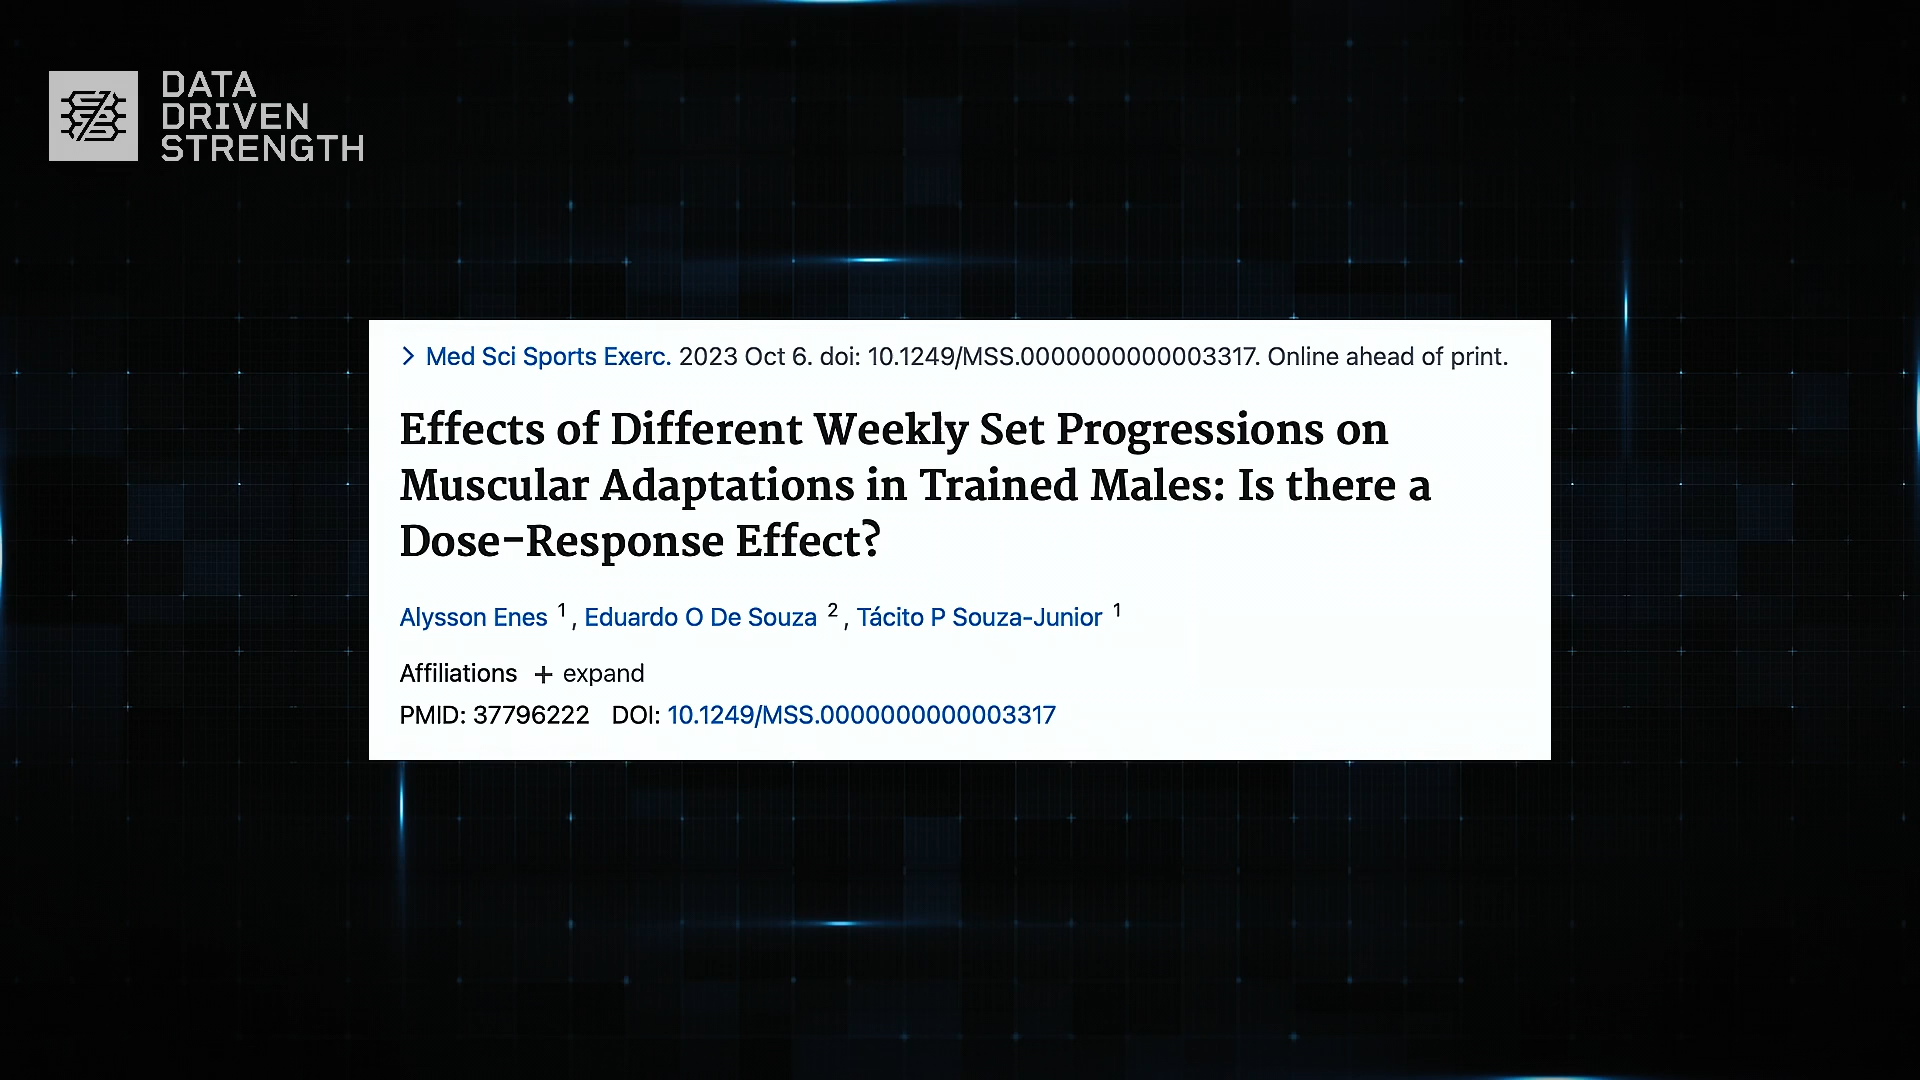 DATA
DRIVEN
STRENGTH
> Med Sci Sports Exerc. 2023 Oct 6. doi: 10.1249/MSS.0000000000003317. Online ahead of print.
Effects of Different Weekly Set Progressions on
Muscular Adaptations in Trained Males: Is there a
Dose-Response Effect?
Alysson Enes 1, Eduardo O De Souza 2, Tácito P Souza-Junior 1
Affiliations + expand
PMID: 37796222 DOI: 10.1249/MSS.0000000000003317